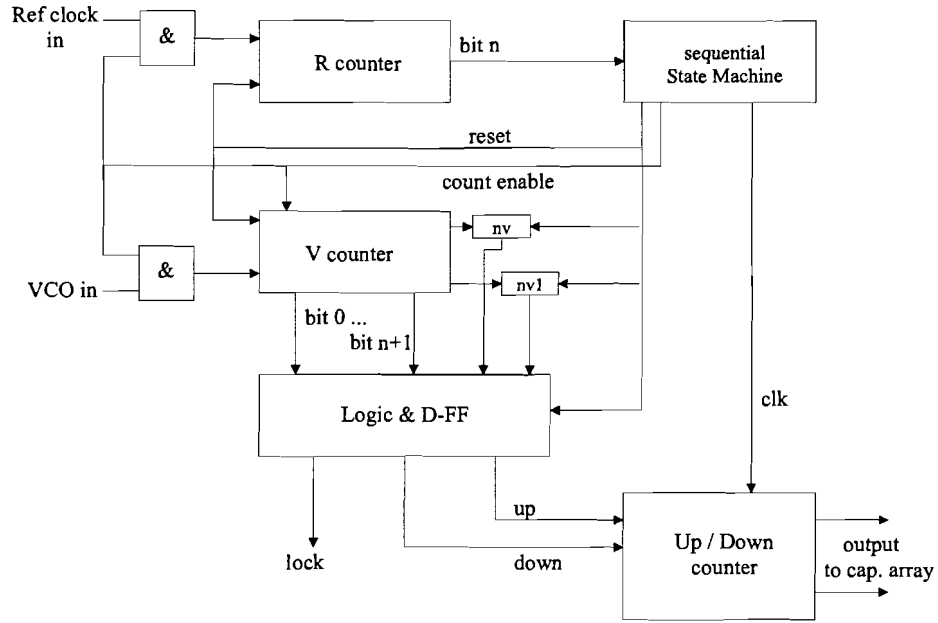 Ref clock
in
&
R counter
bit n
sequential
State Machine
reset
count enable
V counter
nv
&
VCO in
nv1
bit 0 ...
bit n+1
Logic & D-FF
clk
up
lock
down
Up / Down
counter
output
to cap. array